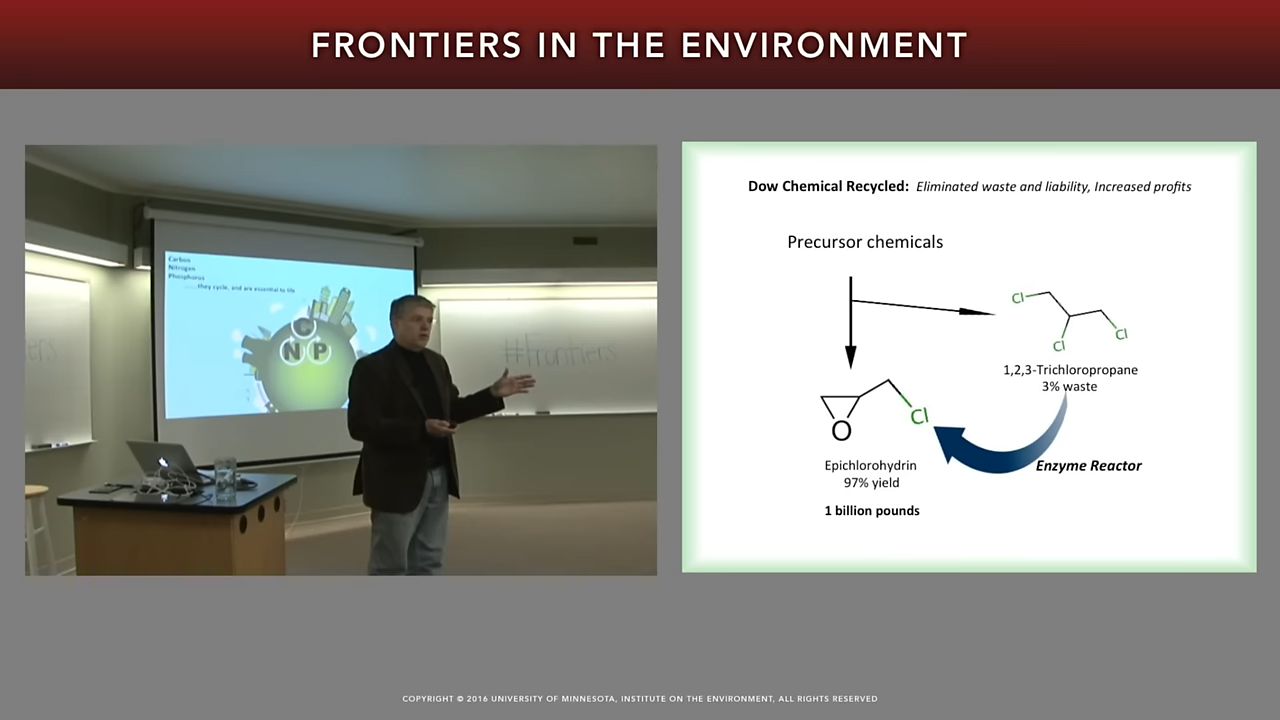 FRONTIERS IN THE ENVIRONMENT
Carbon
Nitrogen
Phosphorus
.......they cycle, and are essential to life
C
N P
#frontiers
Dow Chemical Recycled: Eliminated waste and liability, Increased profits
Precursor chemicals
Cl
Cl
Cl
1,2,3-Trichloropropane
3% waste
O
Cl
Epichlorohydrin
97% yield
Enzyme Reactor
1 billion pounds
COPYRIGHT © 2016 UNIVERSITY OF MINNESOTA, INSTITUTE ON THE ENVIRONMENT, ALL RIGHTS RESERVED